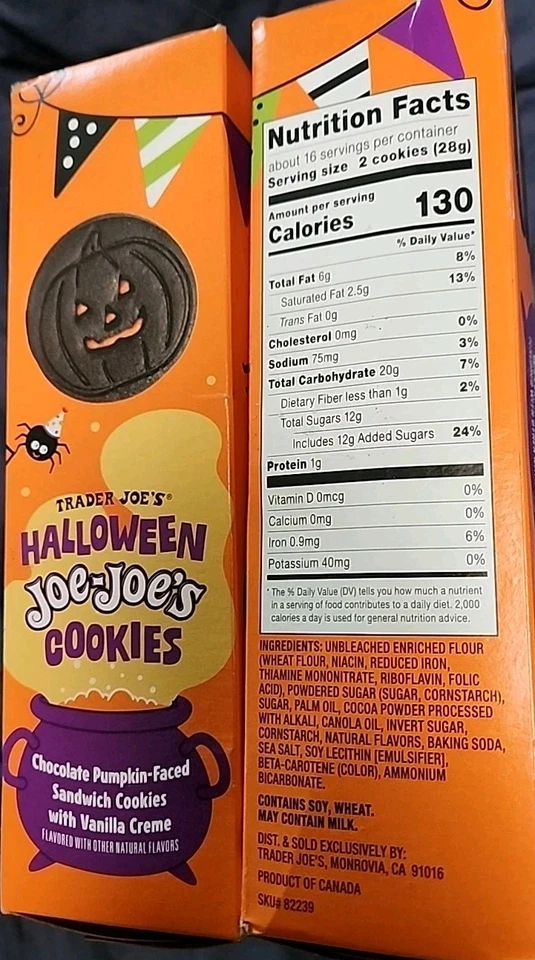 TRADER JOE'S®
HALLOWEEN
Joe-Joe's
COOKIES
Chocolate Pumpkin-Faced
Sandwich Cookies
with Vanilla Creme
FLAVORED WITH OTHER NATURAL FLAVORS
Nutrition Facts
about 16 servings per container
Serving size 2 cookies (28g)
Amount per serving
Calories 130
% Daily Value*
Total Fat 6g 8%
Saturated Fat 2.5g 13%
Trans Fat 0g
Cholesterol 0mg 0%
Sodium 75mg 3%
Total Carbohydrate 20g 7%
Dietary Fiber less than 1g 2%
Total Sugars 12g
Includes 12g Added Sugars 24%
Protein 1g
Vitamin D 0mcg 0%
Calcium 0mg 0%
Iron 0.9mg 6%
Potassium 40mg 0%
* The % Daily Value (DV) tells you how much a nutrient
in a serving of food contributes to a daily diet. 2,000
calories a day is used for general nutrition advice.
INGREDIENTS: UNBLEACHED ENRICHED FLOUR
(WHEAT FLOUR, NIACIN, REDUCED IRON,
THIAMINE MONONITRATE, RIBOFLAVIN, FOLIC
ACID), POWDERED SUGAR (SUGAR, CORNSTARCH),
SUGAR, PALM OIL, COCOA POWDER PROCESSED
WITH ALKALI, CANOLA OIL, INVERT SUGAR,
CORNSTARCH, NATURAL FLAVORS, BAKING SODA,
SEA SALT, SOY LECITHIN [EMULSIFIER],
BETA-CAROTENE (COLOR), AMMONIUM
BICARBONATE.
CONTAINS SOY, WHEAT.
MAY CONTAIN MILK.
DIST. & SOLD EXCLUSIVELY BY:
TRADER JOE'S, MONROVIA, CA 91016
PRODUCT OF CANADA
SKU# 82239